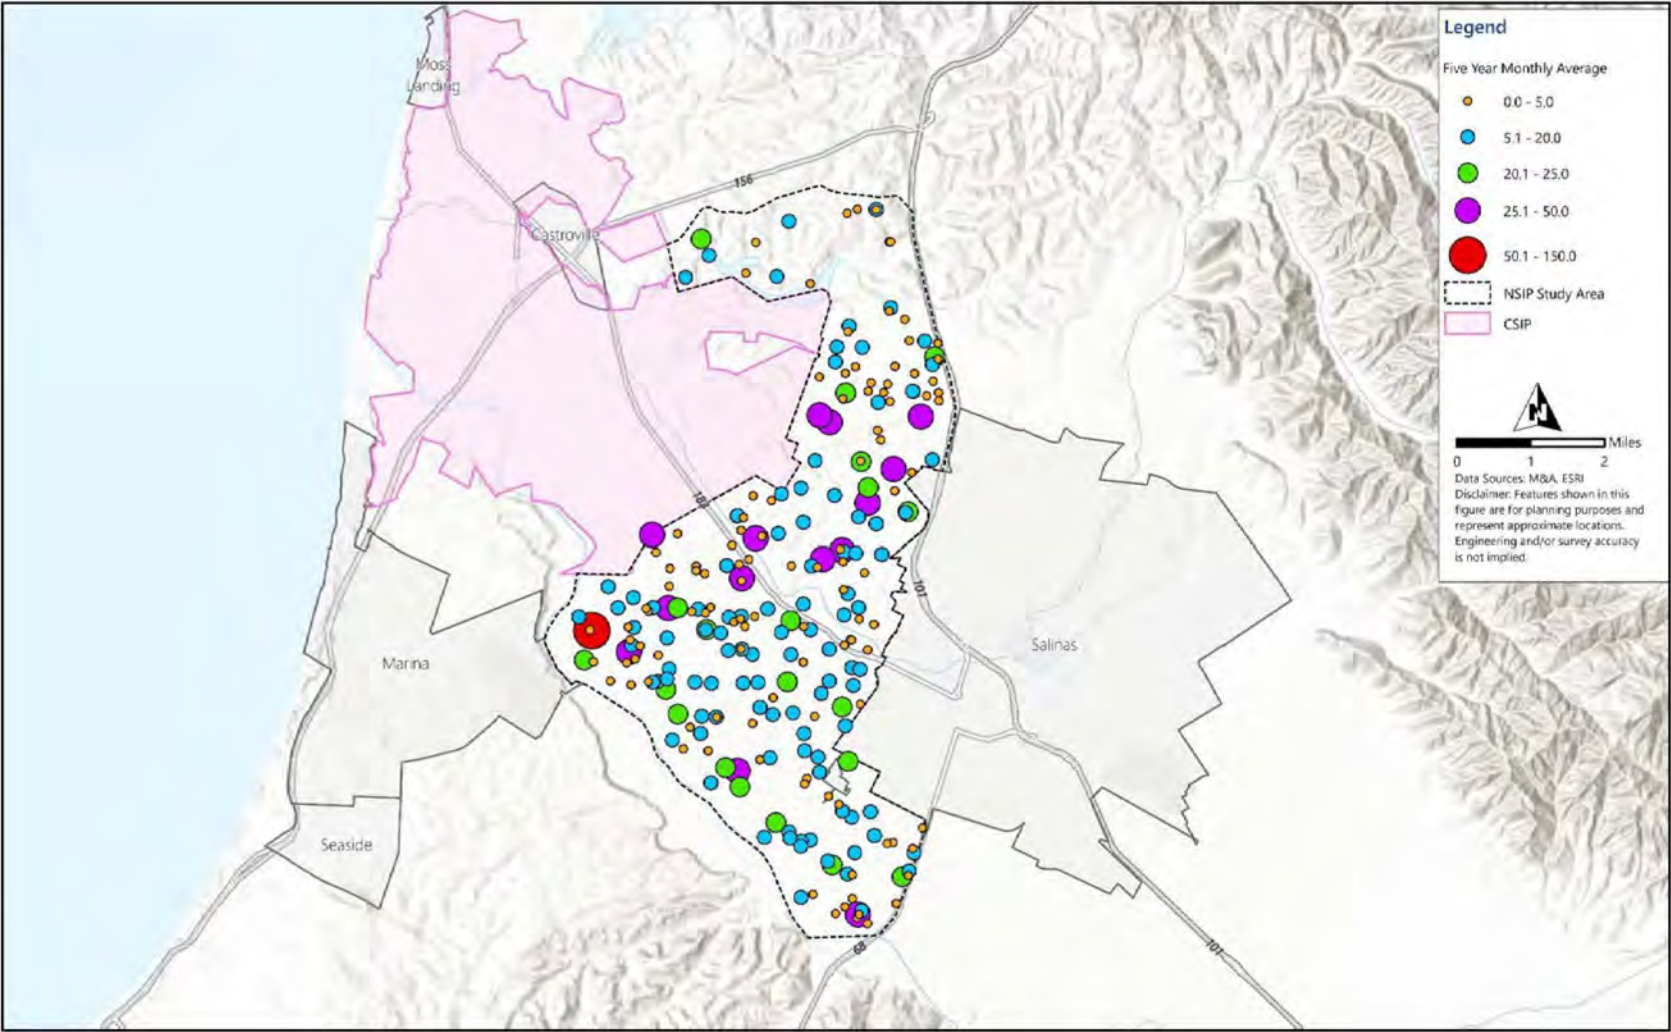 Legend
Five Year Monthly Average
0.0 - 5.0
5.1 - 20.0
20.1 - 25.0
25.1 - 50.0
50.1 - 150.0
NSIP Study Area
CSIP
N
Miles
0 1 2
Data Sources: M&A, ESRI
Disclaimer: Features shown in this
figure are for planning purposes and
represent approximate locations.
Engineering and/or survey accuracy
is not implied.
Moss
Landing
156
Castroville
101
Salinas
Marina
Seaside
68
101